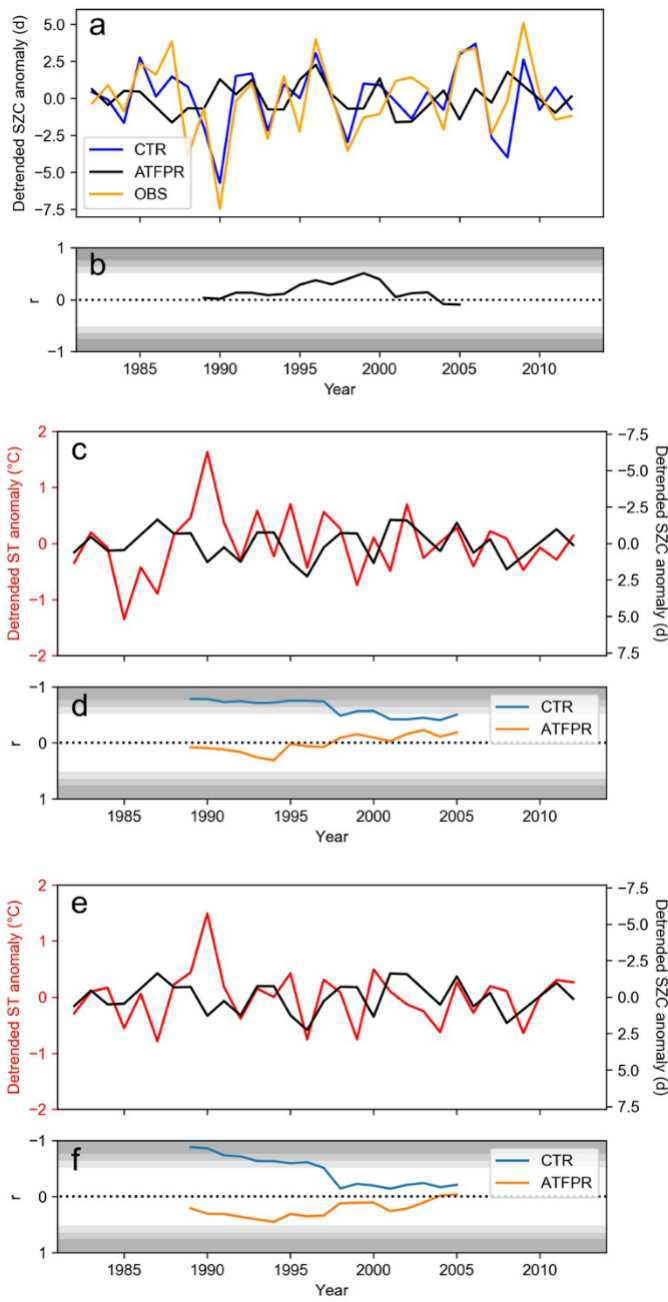 a
Detrended SZC anomaly (d)
5.0
2.5
0.0
−2.5
−5.0
−7.5
CTR
ATFPR
OBS
b
r
1
0
−1
1985 1990 1995 2000 2005 2010
Year
c
Detrended ST anomaly (°C)
2
1
0
−1
−2
-7.5
-5.0
-2.5
0.0
2.5
5.0
7.5
Detrended SZC anomaly (d)
d
r
−1
0
1
CTR
ATFPR
1985 1990 1995 2000 2005 2010
Year
e
Detrended ST anomaly (°C)
2
1
0
−1
−2
-7.5
-5.0
-2.5
0.0
2.5
5.0
7.5
Detrended SZC anomaly (d)
f
r
−1
0
1
CTR
ATFPR
1985 1990 1995 2000 2005 2010
Year